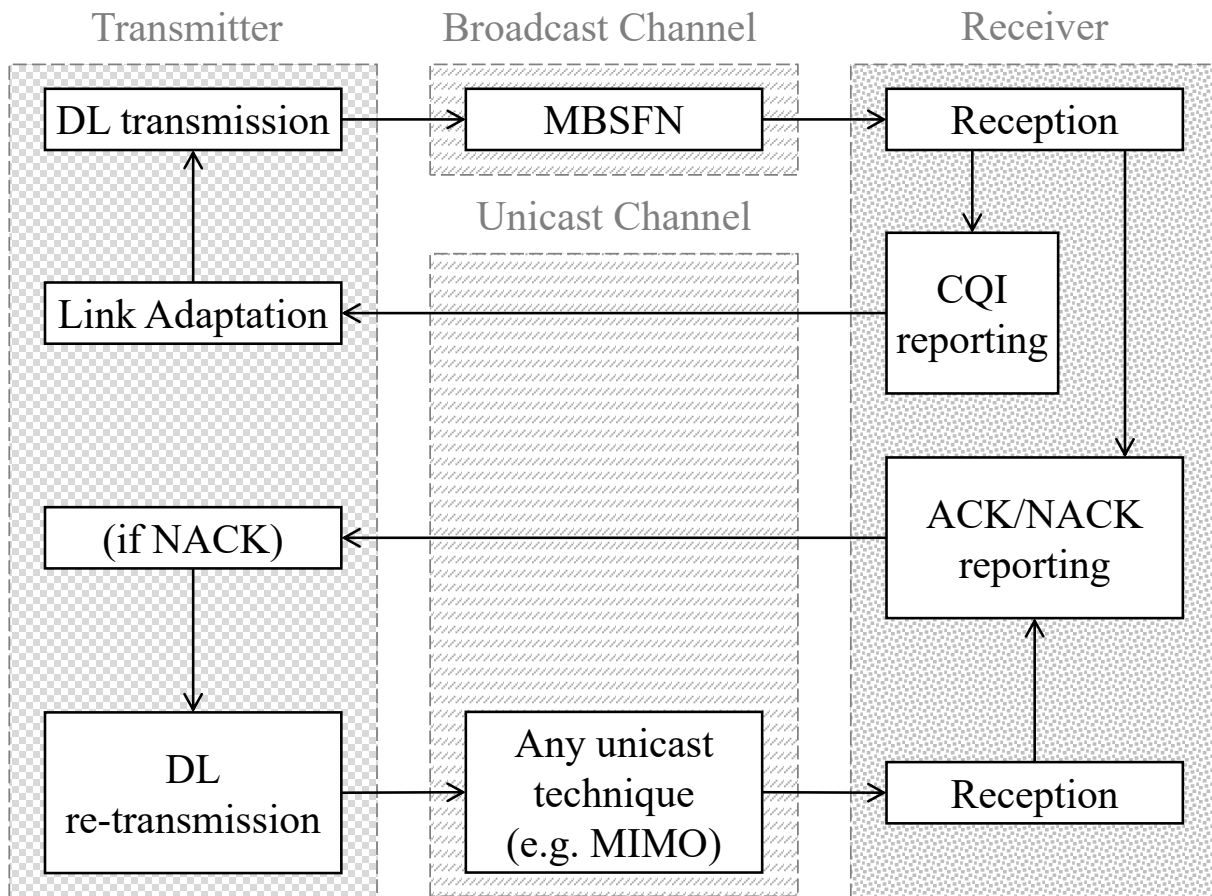 Transmitter
Broadcast Channel
Receiver
DL transmission
MBSFN
Reception
Unicast Channel
Link Adaptation
CQI
reporting
(if NACK)
ACK/NACK
reporting
DL
re-transmission
Any unicast
technique
(e.g. MIMO)
Reception